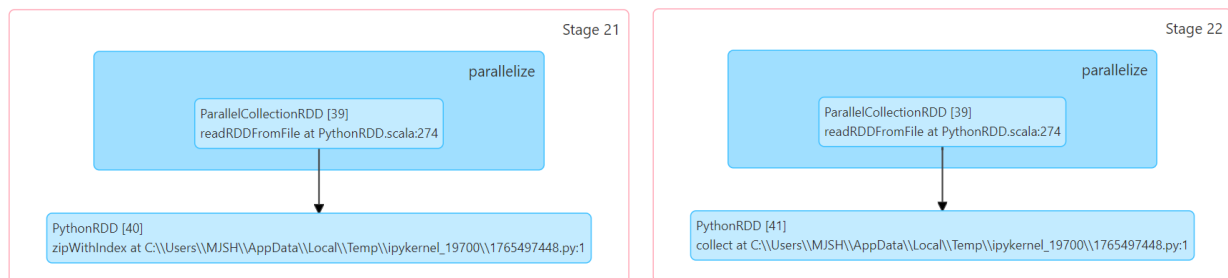 Stage 21
parallelize
ParallelCollectionRDD [39]
readRDDFromFile at PythonRDD.scala:274
PythonRDD [40]
zipWithIndex at C:\\Users\\MJSH\\AppData\\Local\\Temp\\ipykernel_19700\\1765497448.py:1
Stage 22
parallelize
ParallelCollectionRDD [39]
readRDDFromFile at PythonRDD.scala:274
PythonRDD [41]
collect at C:\\Users\\MJSH\\AppData\\Local\\Temp\\ipykernel_19700\\1765497448.py:1